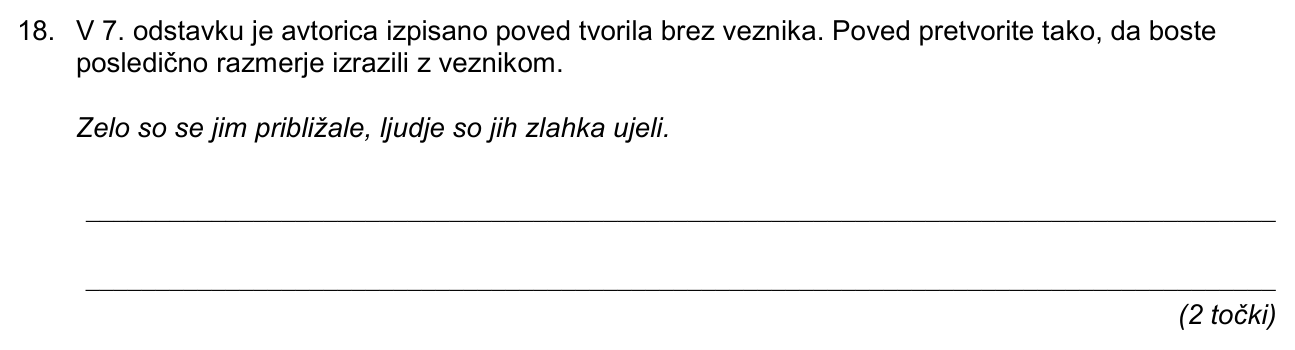 18. V 7. odstavku je avtorica izpisano poved tvorila brez veznika. Poved pretvorite tako, da boste
posledično razmerje izrazili z veznikom.
Zelo so se jim približale, ljudje so jih zlahka ujeli.
(2 točki)